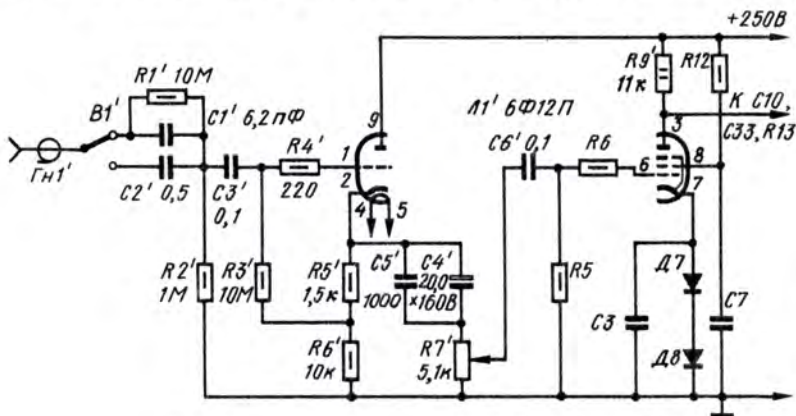 +250В
R1' 10М
R9'
11к
R12
В1'
С1' 6,2пФ
К С10,
С33, R13
9
Л1' 6Ф12П
3
С6' 0,1
R4'
R6
1
6
8
Гн1'
2
7
С2' 0,5
С3'
0,1
220
4
5
С5'
С4'
Д7
R2'
1М
R3'
10М
R5'
1,5к
1000
20,0
×160В
R5
С3
С7
R6'
10к
R7'
5,1к
Д8